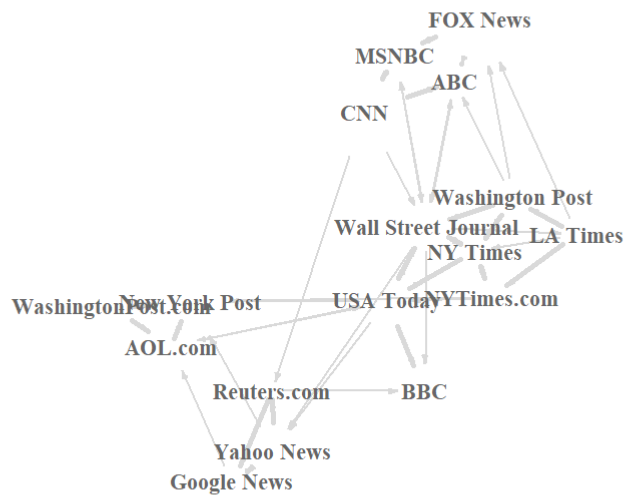 FOX News
MSNBC
ABC
CNN
Washington Post
Wall Street Journal
LA Times
NY Times
USA Today
NYTimes.com
WashingtonPost.com
New York Post
AOL.com
Reuters.com
BBC
Yahoo News
Google News